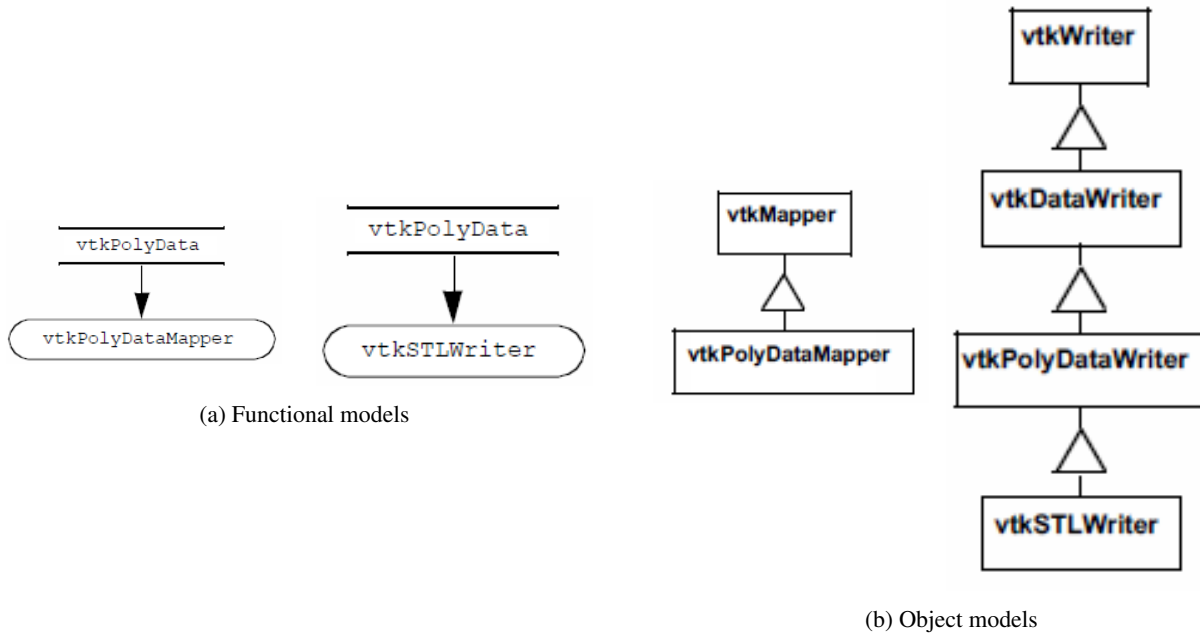 vtkPolyData
vtkPolyDataMapper
vtkPolyData
vtkSTLWriter
(a) Functional models
vtkMapper
vtkPolyDataMapper
vtkWriter
vtkDataWriter
vtkPolyDataWriter
vtkSTLWriter
(b) Object models